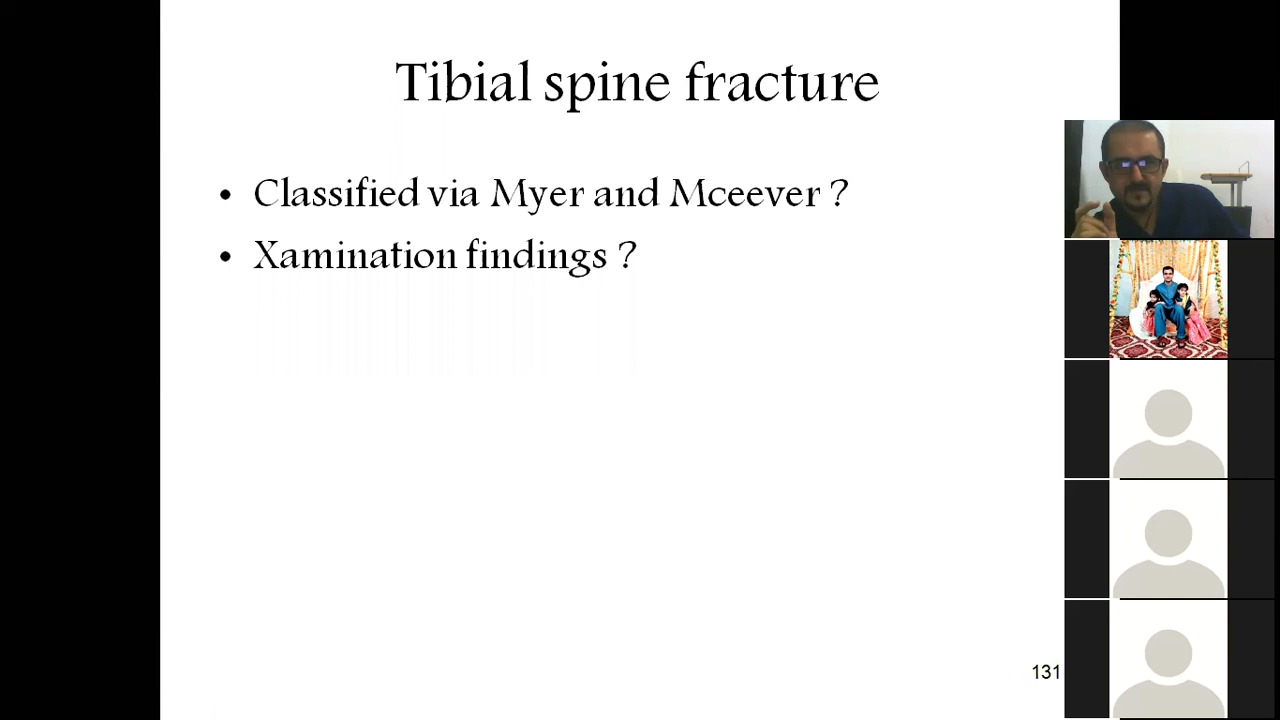 Tibial spine fracture
• Classified via Myer and Mceever ?
• Xamination findings ?
131